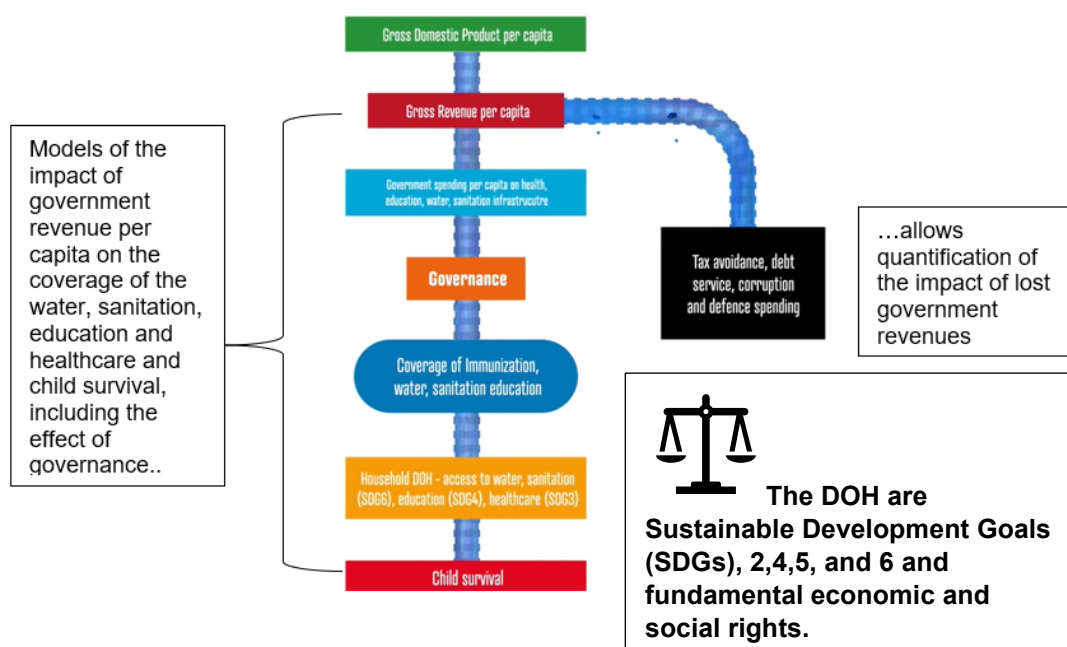 Gross Domestic Product per capita
Gross Revenue per capita
Models of the
impact of
government
revenue per
capita on the
coverage of the
water, sanitation,
education and
healthcare and
child survival,
including the
effect of
governance..
Government spending per capita on health,
education, water, sanitation infrastrucutre
Governance
Tax avoidance, debt
service, corruption
and defence spending
…allows
quantification of
the impact of lost
government
revenues
Coverage of Immunization,
water, sanitation education
Household DOH - access to water, sanitation
(SDG6), education (SDG4), healthcare (SDG3)
Child survival
The DOH are
Sustainable Development Goals
(SDGs), 2,4,5, and 6 and
fundamental economic and
social rights.